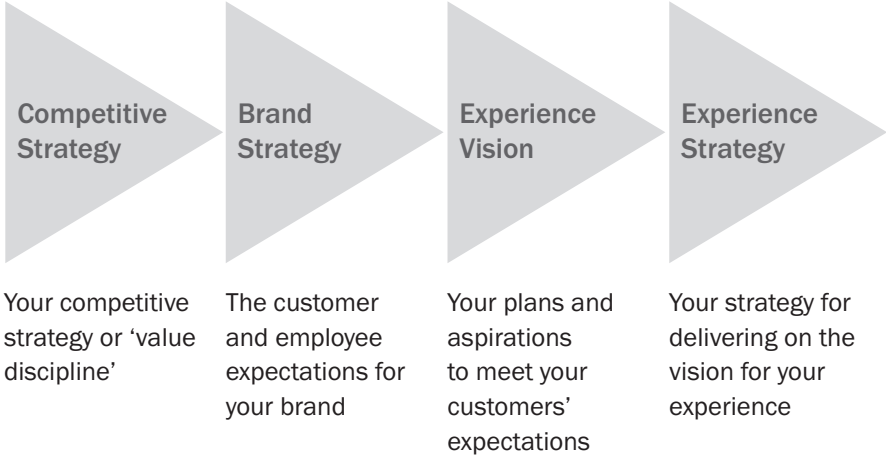 Competitive
Strategy
Brand
Strategy
Experience
Vision
Experience
Strategy
Your competitive
strategy or ‘value
discipline’
The customer
and employee
expectations for
your brand
Your plans and
aspirations
to meet your
customers’
expectations
Your strategy for
delivering on the
vision for your
experience